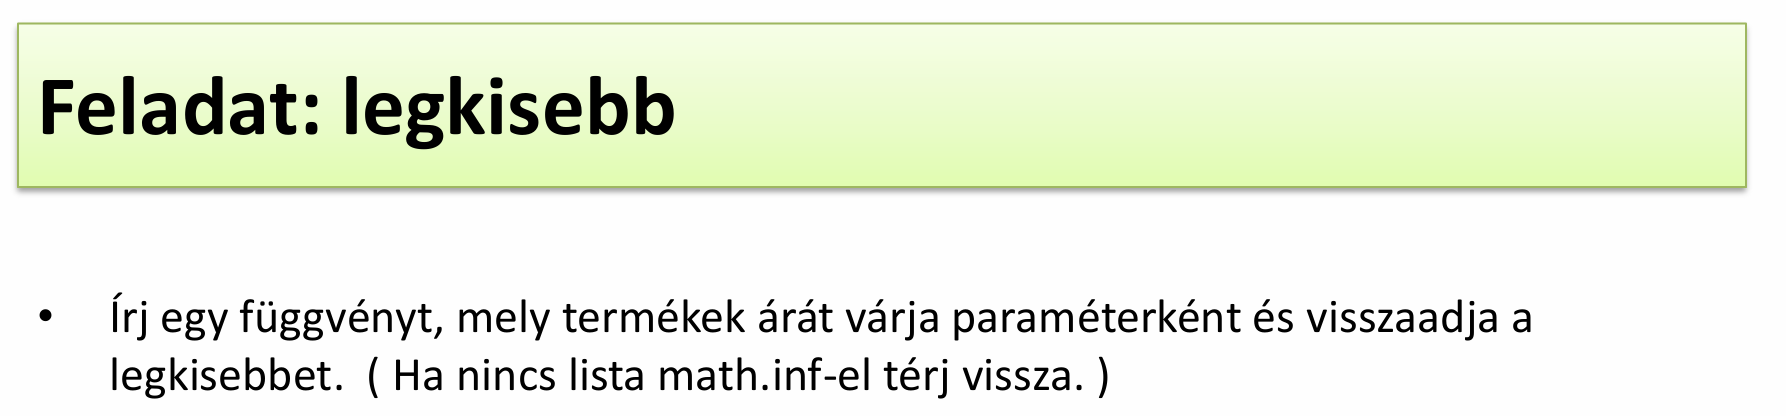 Feladat: legkisebb
• Írj egy függvényt, mely termékek árát várja paraméterként és visszaadja a
legkisebbet. ( Ha nincs lista math.inf-el térj vissza. )